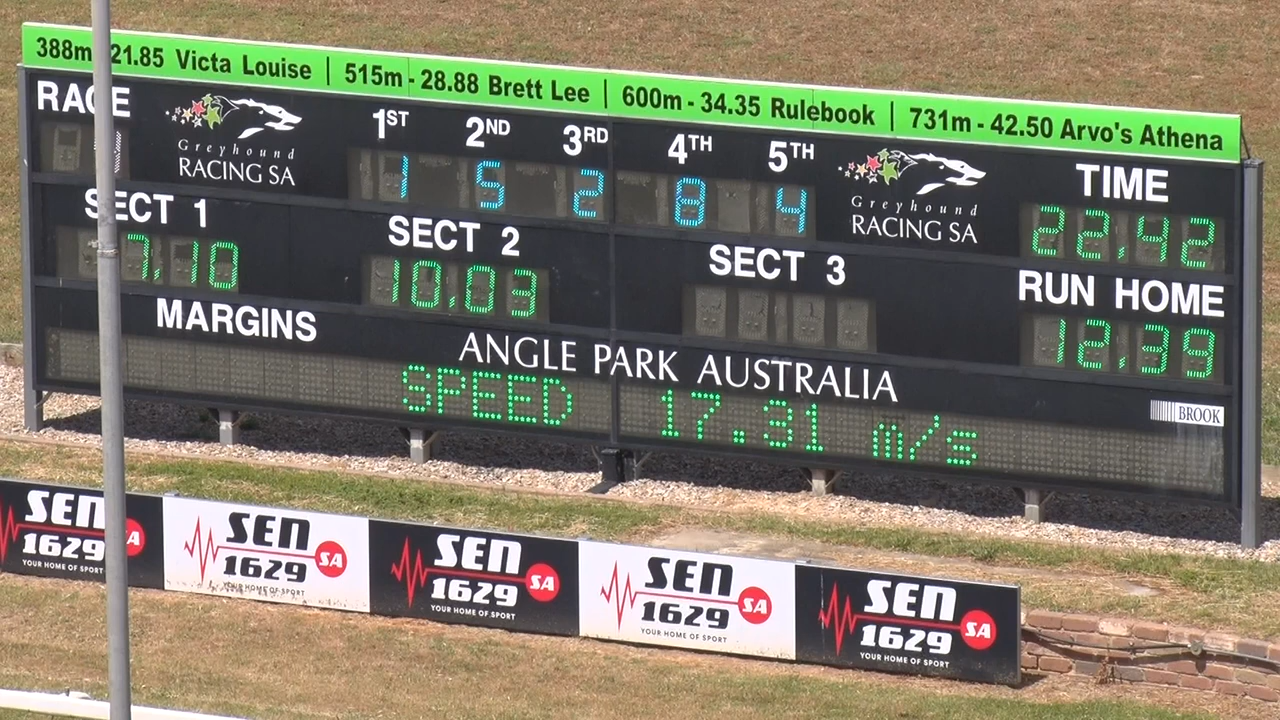 388m 21.85 Victa Louise | 515m - 28.88 Brett Lee | 600m - 34.35 Rulebook | 731m - 42.50 Arvo's Athena
RACE
Greyhound
RACING SA
1ST 2ND 3RD 4TH 5TH
1 5 2 8 4
Greyhound
RACING SA
TIME
22.42
SECT 1
7.10
SECT 2
10.03
SECT 3
RUN HOME
12.39
MARGINS
ANGLE PARK AUSTRALIA
BROOK
SPEED 17.31 m/s
SEN
1629 SA
YOUR HOME OF SPORT
SEN
1629 SA
YOUR HOME OF SPORT
SEN
1629 SA
YOUR HOME OF SPORT
SEN
1629 SA
YOUR HOME OF SPORT
SEN
1629 SA
YOUR HOME OF SPORT